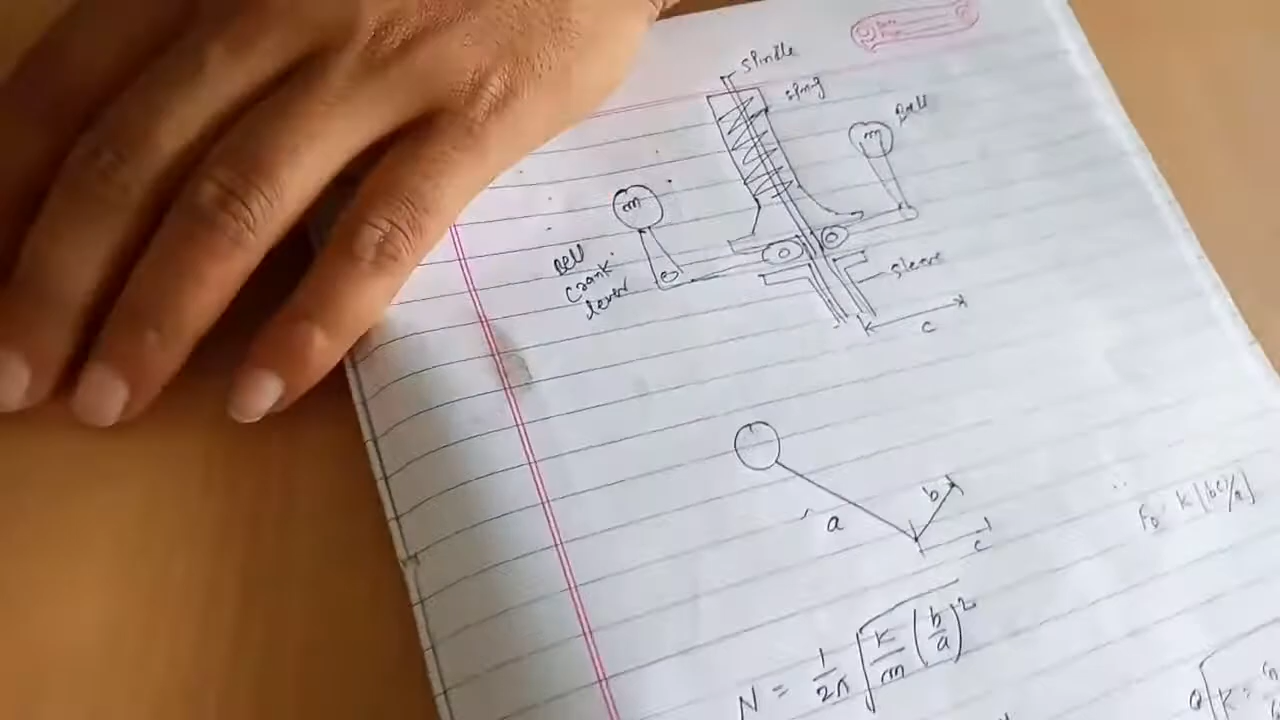 spindle
spring
Ball
m
m
Bell
crank
lever
sleeve
c
b
a
c
N = 1/2π √(k/m (b/a)²)